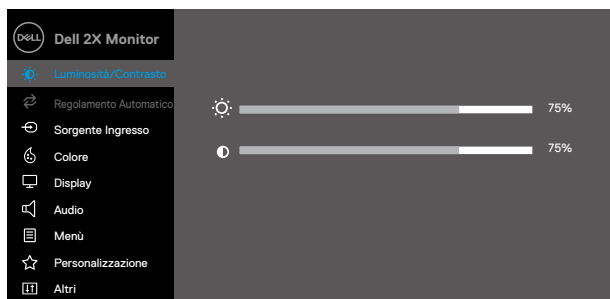 DELL Dell 2X Monitor
Luminosità/Contrasto
Regolamento Automatico
75%
Sorgente Ingresso
Colore
75%
Display
Audio
Menù
Personalizzazione
Altri